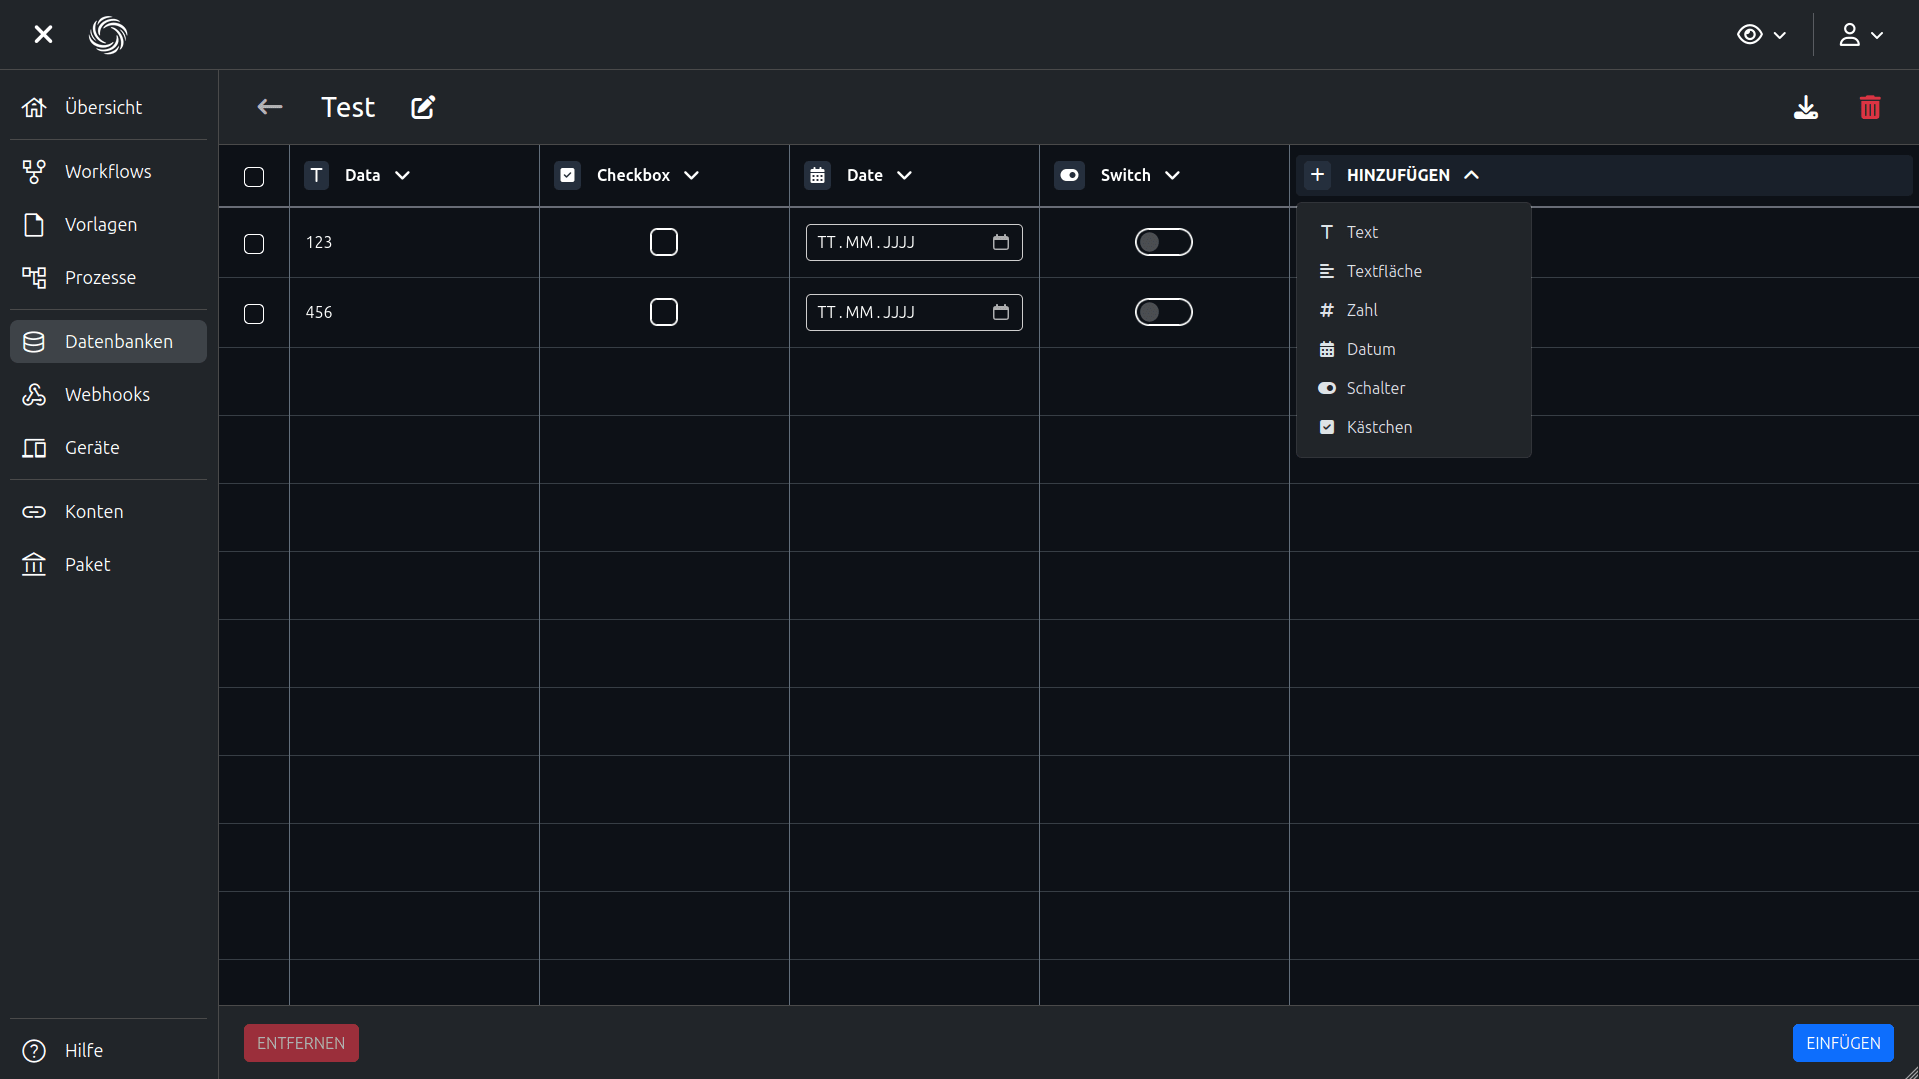 Übersicht
Workflows
Vorlagen
Prozesse
Datenbanken
Webhooks
Geräte
Konten
Paket
Hilfe
Test
Data
Checkbox
Date
Switch
HINZUFÜGEN
123
TT.MM.JJJJ
456
TT.MM.JJJJ
Text
Textfläche
Zahl
Datum
Schalter
Kästchen
ENTFERNEN
EINFÜGEN